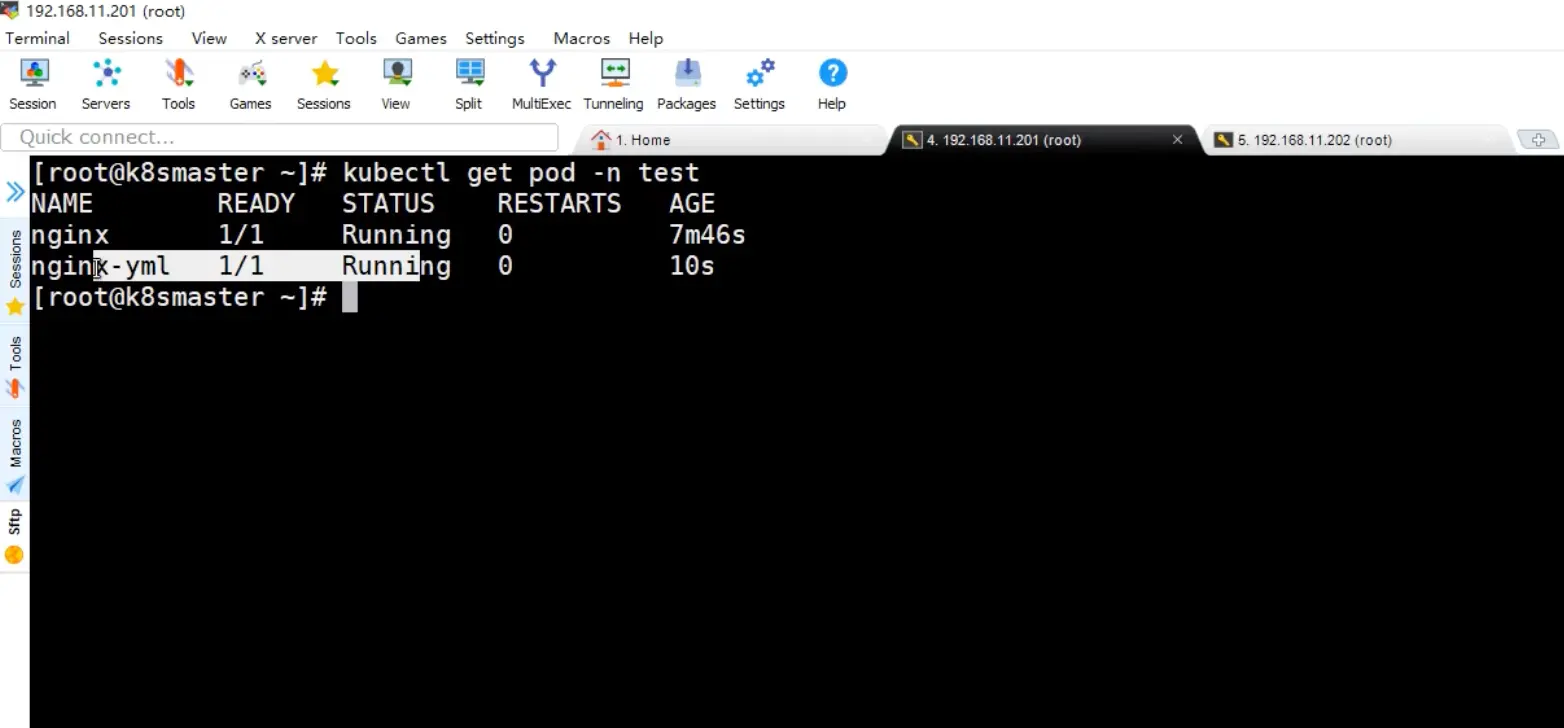 192.168.11.201 (root)
Terminal Sessions View X server Tools Games Settings Macros Help
Session Servers Tools Games Sessions View Split MultiExec Tunneling Packages Settings Help
Quick connect... 1. Home 4. 192.168.11.201 (root) 5. 192.168.11.202 (root)
[root@k8smaster ~]# kubectl get pod -n test
NAME READY STATUS RESTARTS AGE
nginx 1/1 Running 0 7m46s
nginx-yml 1/1 Running 0 10s
[root@k8smaster ~]#
Sessions
Tools
Macros
Sftp